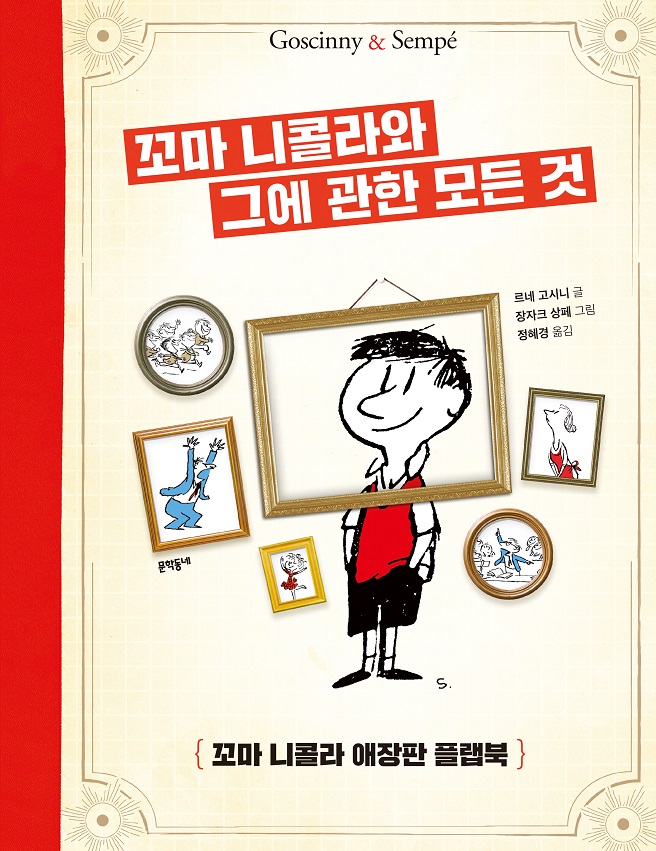 Goscinny & Sempé
꼬마 니콜라와
그에 관한 모든 것
르네 고시니 글
장자크 상페 그림
정혜경 옮김
문학동네
S.
{ 꼬마 니콜라 애장판 플랩북 }